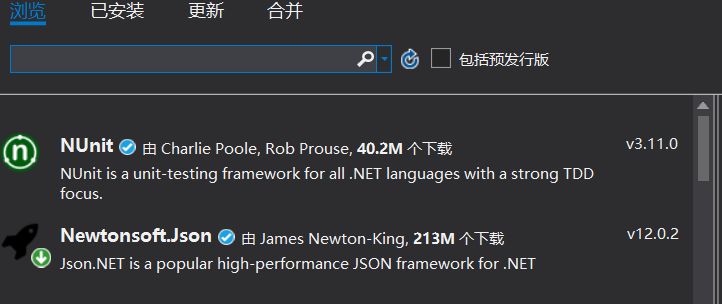 浏览 已安装 更新 合并
包括预发行版
NUnit 由 Charlie Poole, Rob Prouse, 40.2M 个下载 v3.11.0
NUnit is a unit-testing framework for all .NET languages with a strong TDD
focus.
Newtonsoft.Json 由 James Newton-King, 213M 个下载 v12.0.2
Json.NET is a popular high-performance JSON framework for .NET